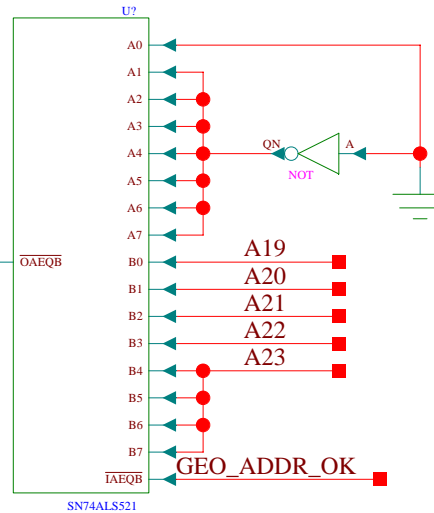 U?
A0
A1
A2
A3
A4
QN
A
NOT
A5
A6
A7
A19
OAEQB
B0
A20
B1
A21
B2
A22
B3
A23
B4
B5
B6
B7
GEO_ADDR_OK
IAEQB
SN74ALS521